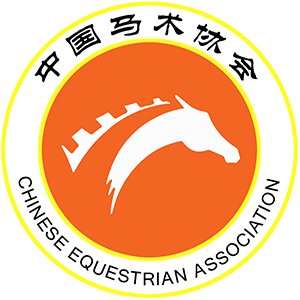 中国马术协会
CHINESE EQUESTRIAN ASSOCIATION